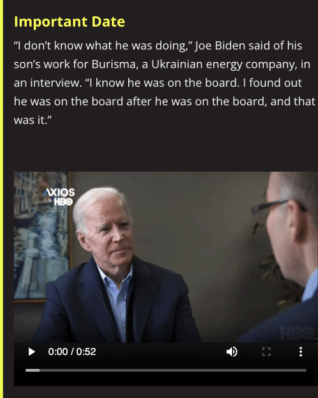 Important Date
“I don’t know what he was doing,” Joe Biden said of his
son’s work for Burisma, a Ukrainian energy company, in
an interview. “I know he was on the board. I found out
he was on the board after he was on the board, and that
was it.”
AXIOS
ON HBO
HBO
0:00 / 0:52